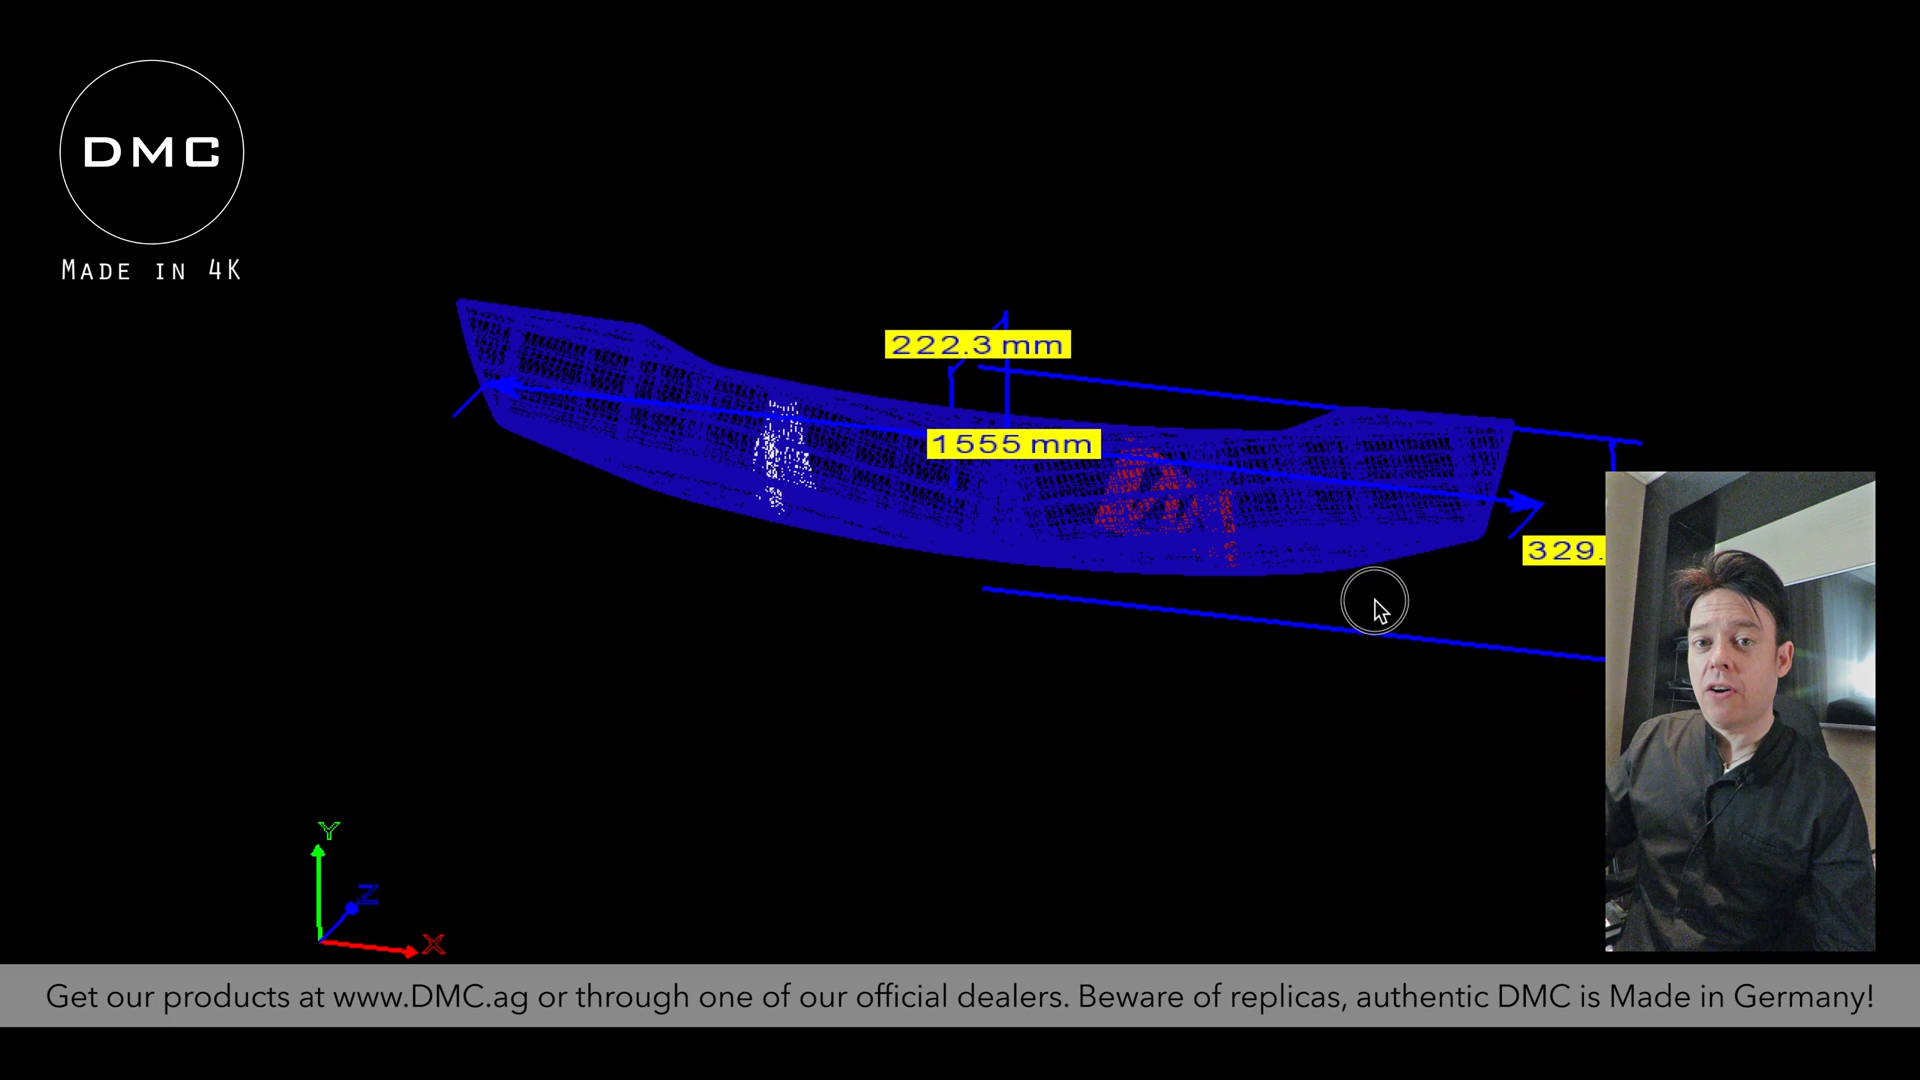 DMC
MADE IN 4K
222.3 mm
1555 mm
329.
Y
Z
X
Get our products at www.DMC.ag or through one of our official dealers. Beware of replicas, authentic DMC is Made in Germany!